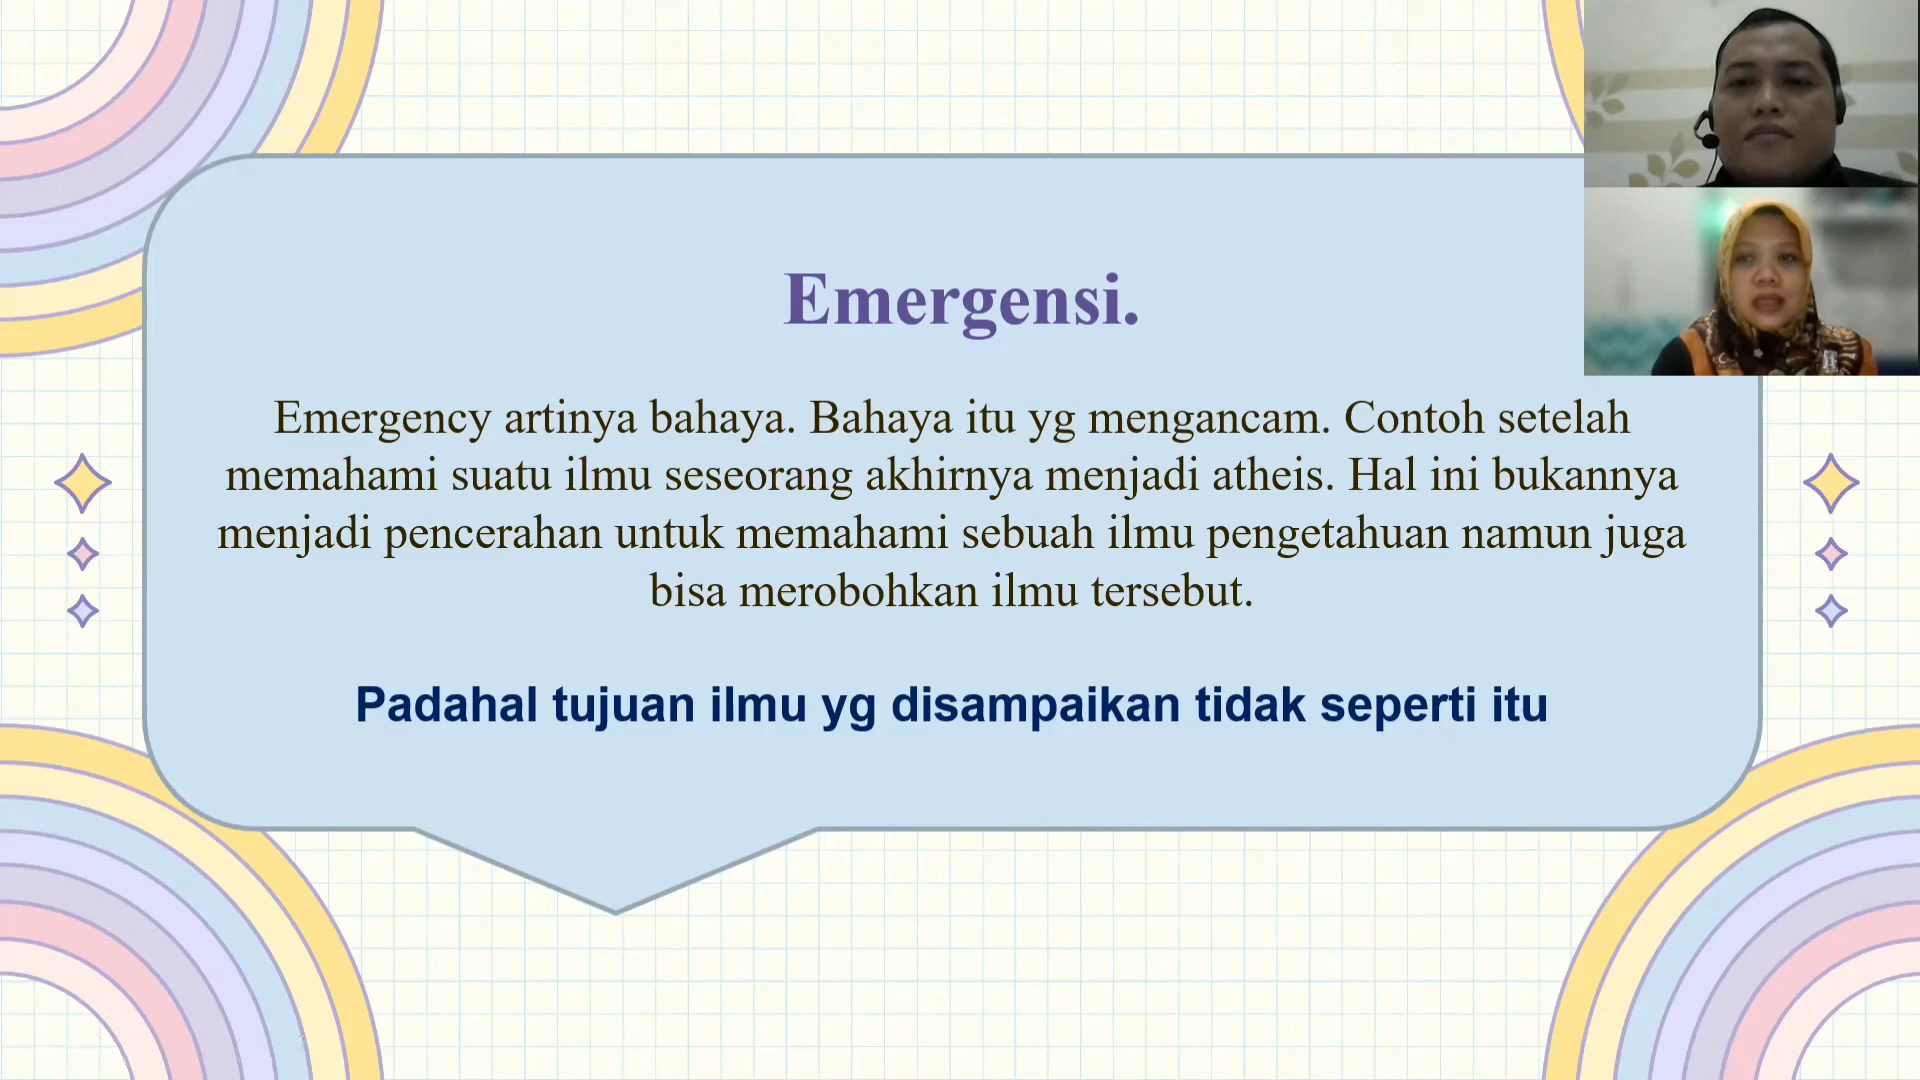 Emergensi.
Emergency artinya bahaya. Bahaya itu yg mengancam. Contoh setelah
memahami suatu ilmu seseorang akhirnya menjadi atheis. Hal ini bukannya
menjadi pencerahan untuk memahami sebuah ilmu pengetahuan namun juga
bisa merobohkan ilmu tersebut.
Padahal tujuan ilmu yg disampaikan tidak seperti itu